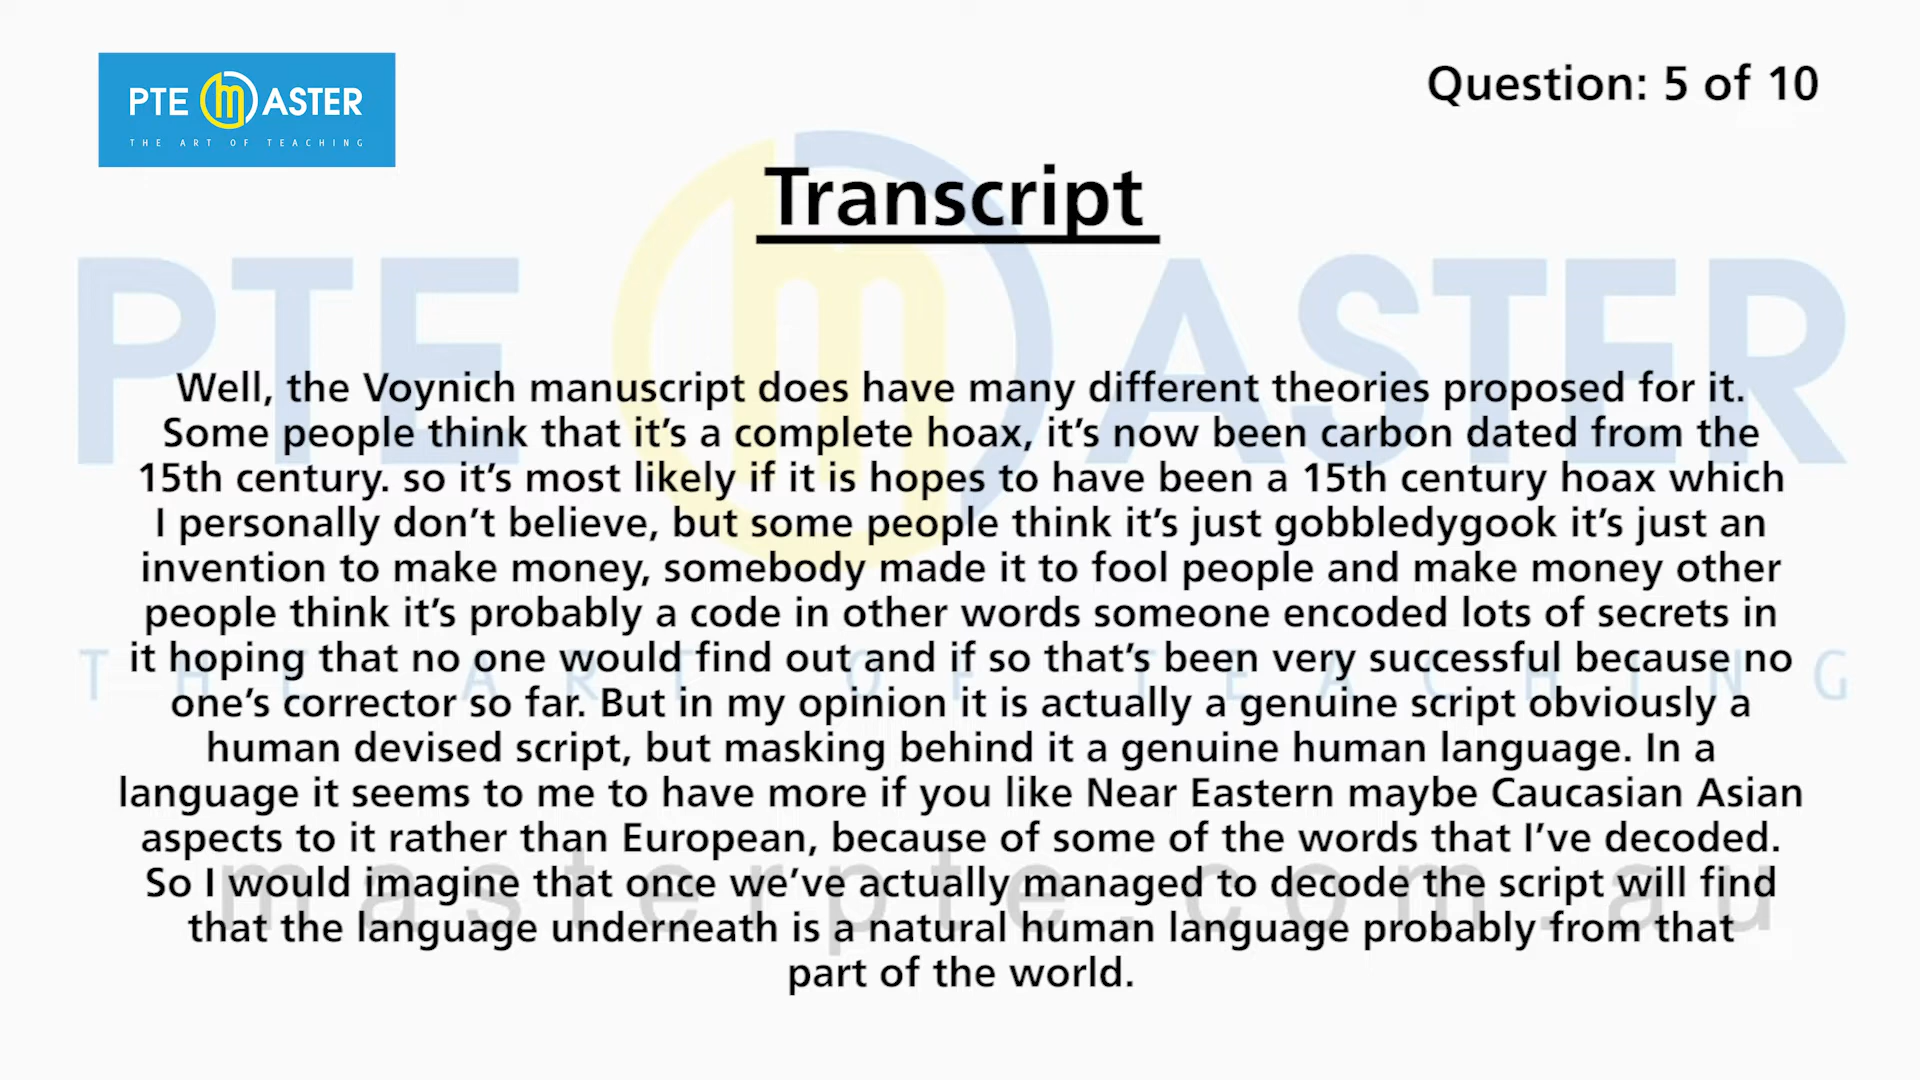 PTE MASTER
THE ART OF TEACHING
Question: 5 of 10
Transcript
PTE MASTER
Well, the Voynich manuscript does have many different theories proposed for it.
Some people think that it's a complete hoax, it's now been carbon dated from the
15th century. so it's most likely if it is hopes to have been a 15th century hoax which
I personally don't believe, but some people think it's just gobbledygook it's just an
invention to make money, somebody made it to fool people and make money other
people think it's probably a code in other words someone encoded lots of secrets in
it hoping that no one would find out and if so that's been very successful because no
one's corrector so far. But in my opinion it is actually a genuine script obviously a
human devised script, but masking behind it a genuine human language. In a
language it seems to me to have more if you like Near Eastern maybe Caucasian Asian
aspects to it rather than European, because of some of the words that I've decoded.
So I would imagine that once we've actually managed to decode the script will find
that the language underneath is a natural human language probably from that
part of the world.
THE ART OF TEACHING
masterpte.com.au